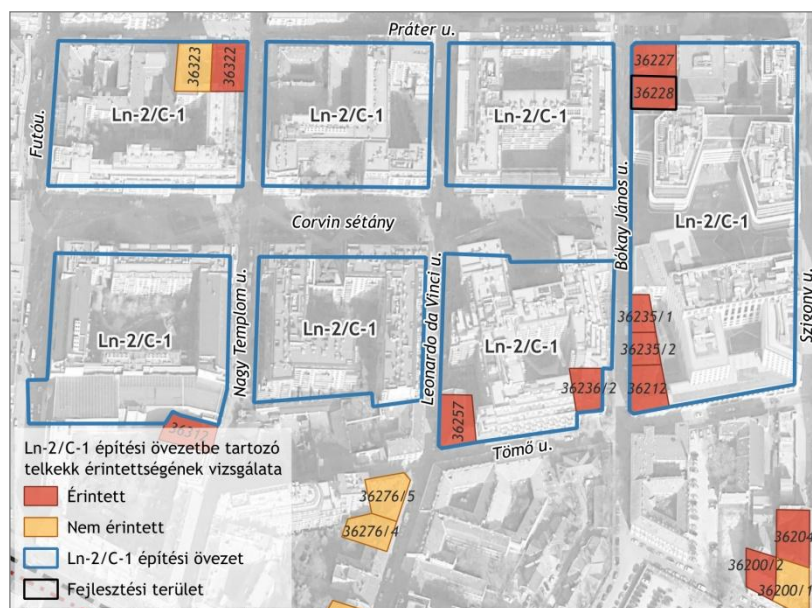 Práter u.
36323
36322
36227
36228
Ln-2/C-1
Ln-2/C-1
Ln-2/C-1
Futóu.
Bókay János u.
Ln-2/C-1
Corvin sétány
Nagy Templom u.
Leonardo da Vinci u.
Szigony u.
Ln-2/C-1
Ln-2/C-1
Ln-2/C-1
36235/1
36235/2
36236/2
36212
36257
Tömő u.
Ln-2/C-1 építési övezetbe tartozó
telkekk érintettségének vizsgálata
Érintett
Nem érintett
Ln-2/C-1 építési övezet
Fejlesztési terület
36276/5
36276/4
36204
36200/2
36200/1